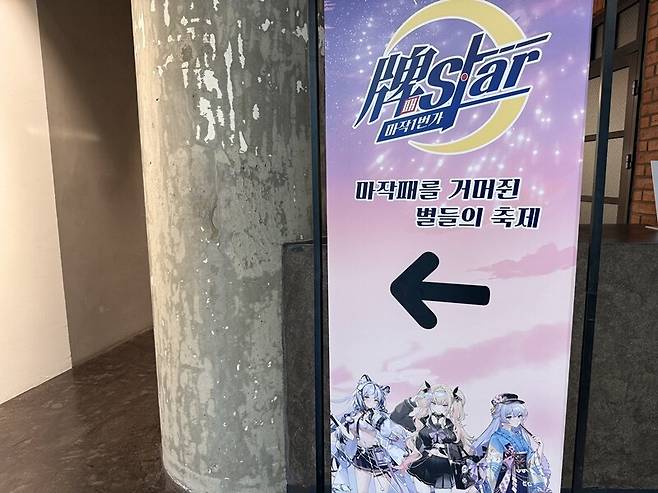 牌Star
패
마작1번가
마작패를 거머쥔
별들의 축제